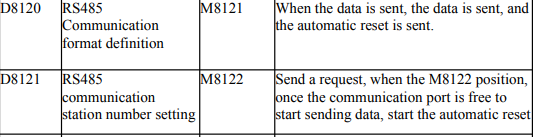 D8120 RS485 M8121 When the data is sent, the data is sent, and
Communication the automatic reset is sent.
format definition
D8121 RS485 M8122 Send a request, when the M8122 position,
communication once the communication port is free to
station number setting start sending data, start the automatic reset